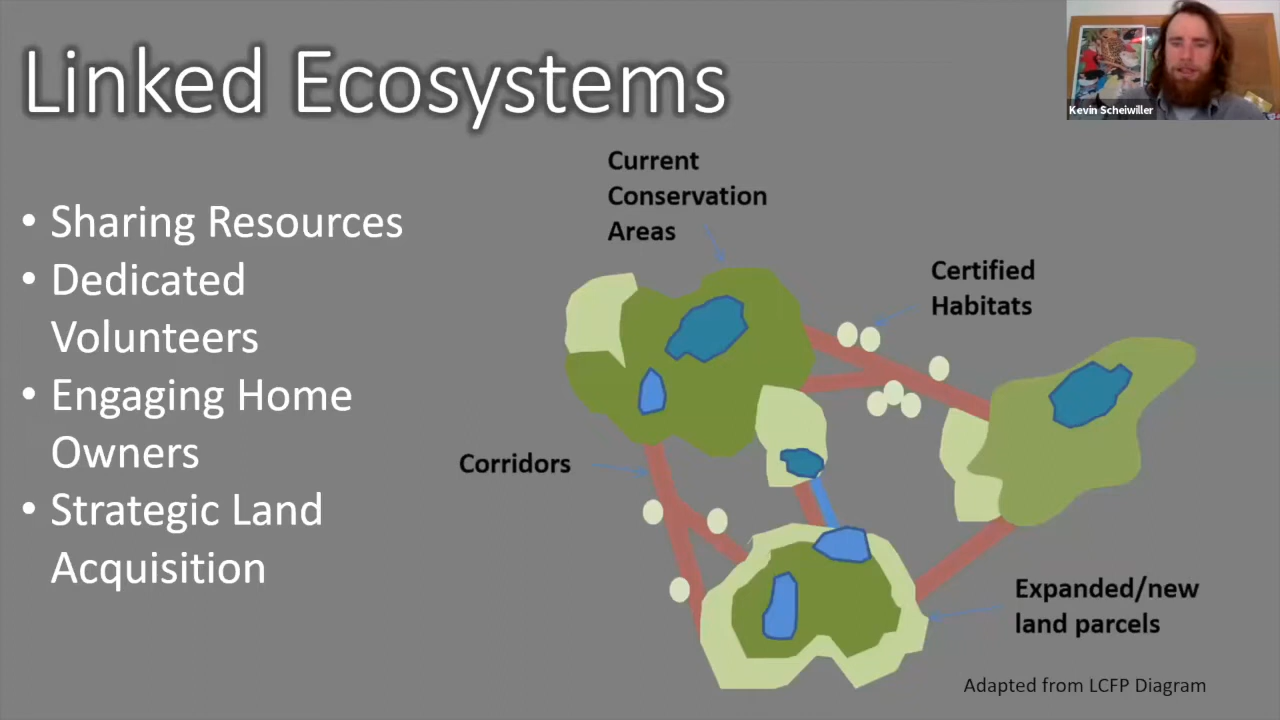 Linked Ecosystems
Kevin Scheiwiller
• Sharing Resources
• Dedicated
Volunteers
• Engaging Home
Owners
• Strategic Land
Acquisition
Current
Conservation
Areas
Certified
Habitats
Corridors
Expanded/new
land parcels
Adapted from LCFP Diagram